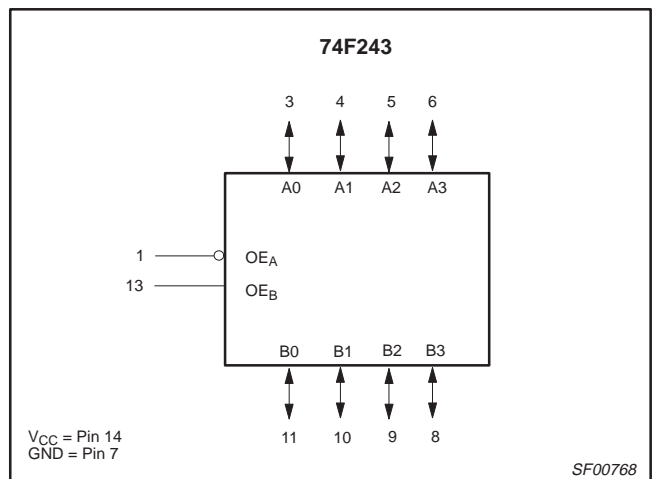 74F243
3 4 5 6
A0 A1 A2 A3
1 OEA
13 OEB
B0 B1 B2 B3
11 10 9 8
VCC = Pin 14
GND = Pin 7
SF00768